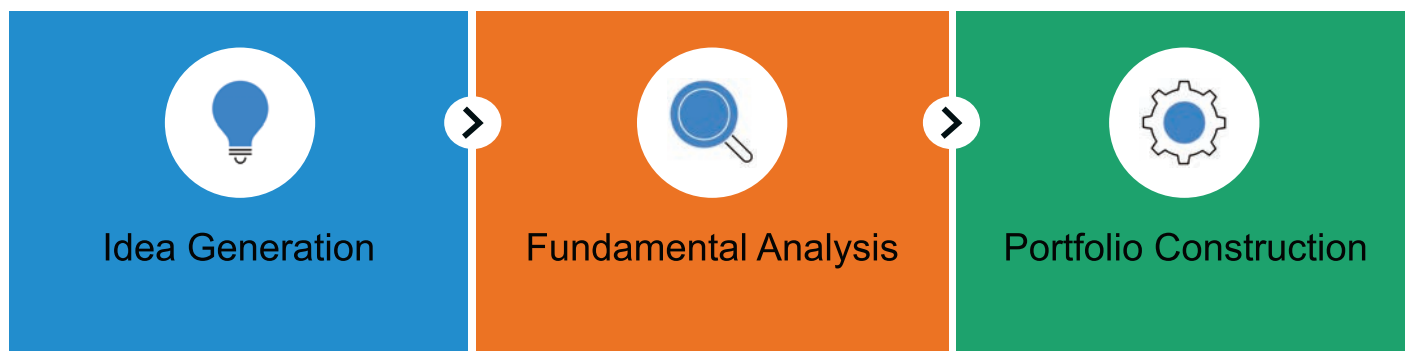 Idea Generation
Fundamental Analysis
Portfolio Construction